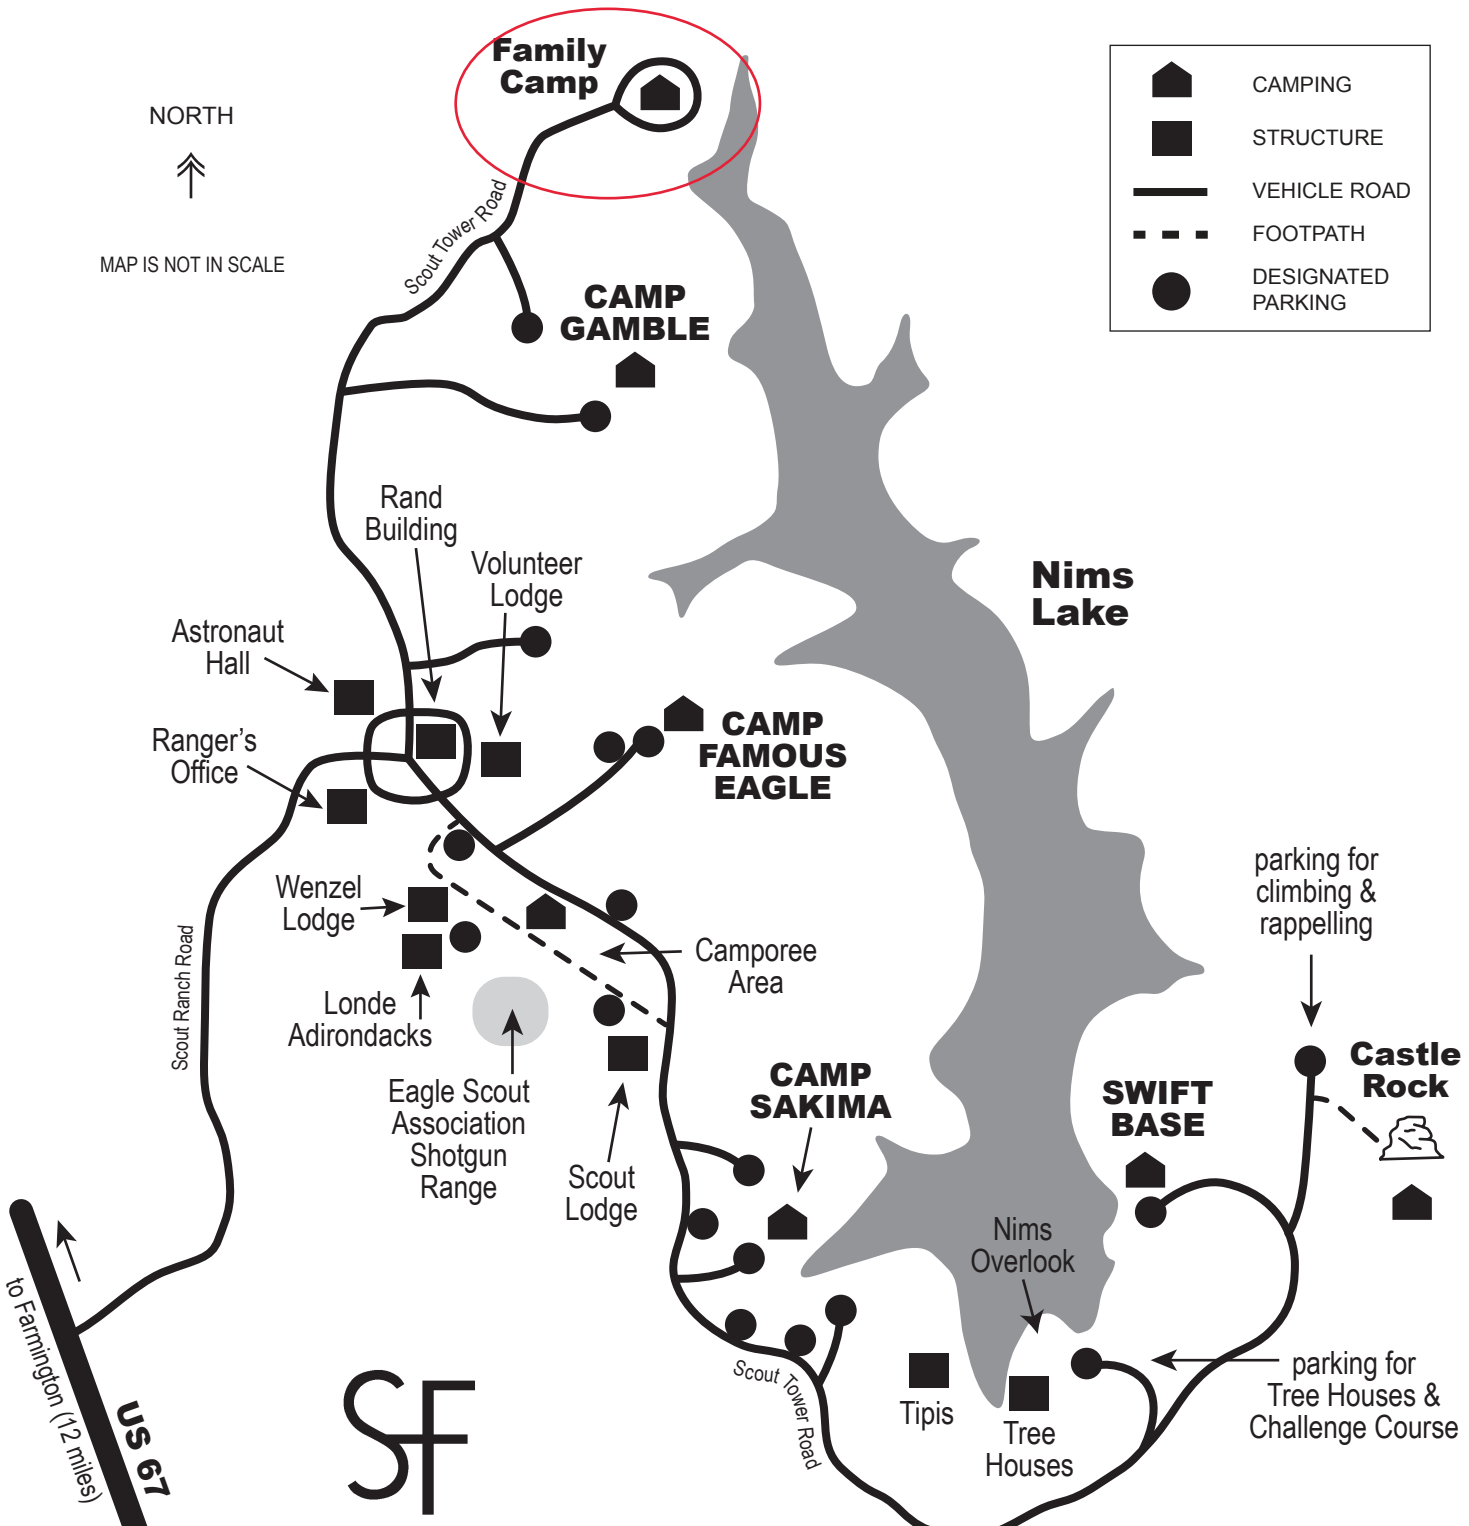 Family
Camp
NORTH
MAP IS NOT IN SCALE
CAMPING
STRUCTURE
VEHICLE ROAD
FOOTPATH
DESIGNATED
PARKING
Scout Tower Road
CAMP
GAMBLE
Rand
Building
Volunteer
Lodge
Nims
Lake
Astronaut
Hall
Ranger's
Office
CAMP
FAMOUS
EAGLE
Wenzel
Lodge
Camporee
Area
parking for
climbing &
rappelling
Scout Ranch Road
Londe
Adirondacks
Eagle Scout
Association
Shotgun
Range
Scout
Lodge
CAMP
SAKIMA
SWIFT
BASE
Castle
Rock
Nims
Overlook
to Farmington (12 miles)
US 67
SF
Scout Tower Road
Tipis
Tree
Houses
parking for
Tree Houses &
Challenge Course